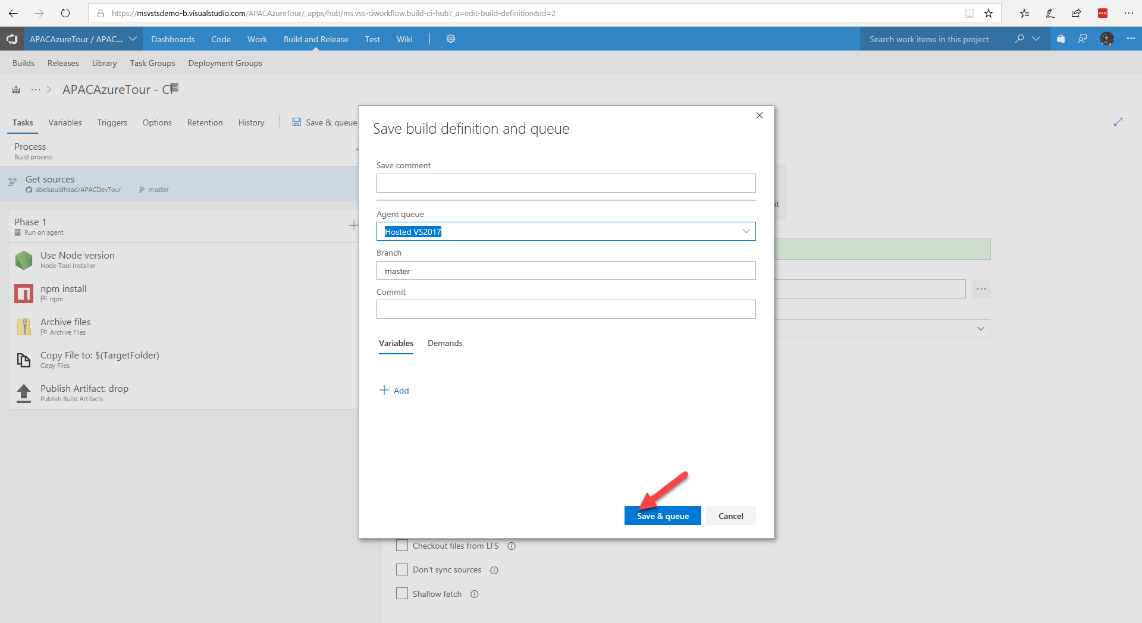 https://msvstsdemo-b.visualstudio.com/APACAzureTour/_apps/hub/ms.vss-ciworkflow.build-ci-hub?_a=edit-build-definition&id=2
APACAzureTour / APAC...
Dashboards
Code
Work
Build and Release
Test
Wiki
Search work items in this project
Builds
Releases
Library
Task Groups
Deployment Groups
... > APACAzureTour - CI
Tasks
Variables
Triggers
Options
Retention
History
Save & queue
Process
Build process
Get sources
abelsquidhead/APACDevTour
master
Phase 1
Run on agent
Use Node version
Node Tool Installer
npm install
npm
Archive files
Archive Files
Copy File to: $(TargetFolder)
Copy Files
Publish Artifact: drop
Publish Build Artifacts
Save build definition and queue
Save comment
Agent queue
Hosted VS2017
Branch
master
Commit
Variables
Demands
+ Add
Save & queue
Cancel
it
...
Checkout files from LFS
Don't sync sources
Shallow fetch